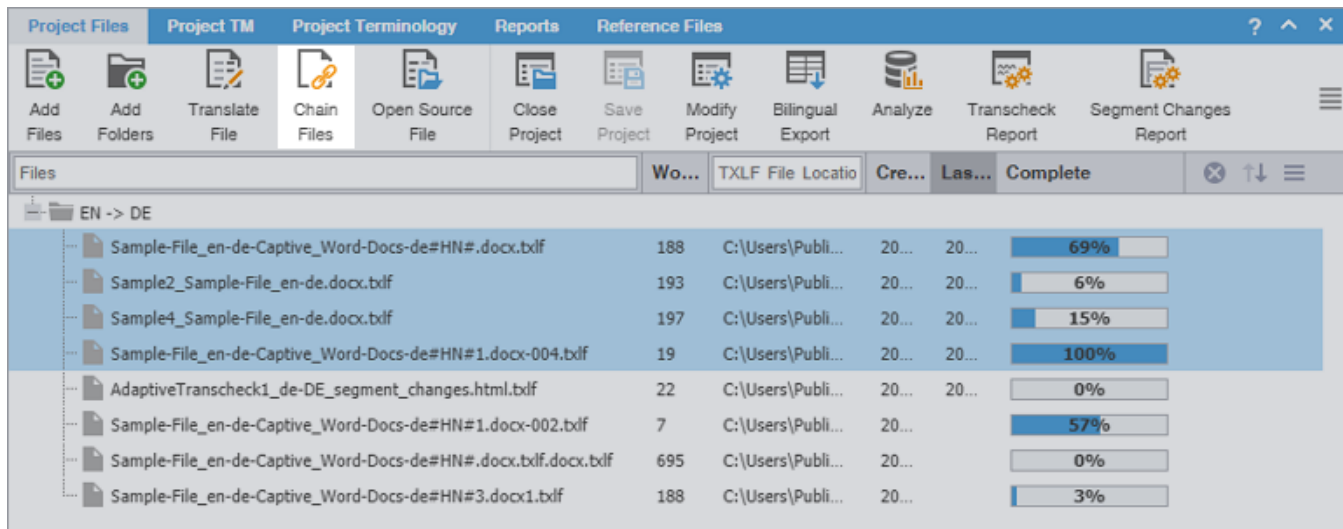 Project Files Project TM Project Terminology Reports Reference Files ? ^ ×
Add Files
Add Folders
Translate File
Chain Files
Open Source File
Close Project
Save Project
Modify Project
Bilingual Export
Analyze
Transcheck Report
Segment Changes Report
Files Wo... TXLF File Locatio Cre... Las... Complete
EN -> DE
Sample-File_en-de-Captive_Word-Docs-de#HN#.docx.txlf 188 C:\Users\Publi... 20... 20... 69%
Sample2_Sample-File_en-de.docx.txlf 193 C:\Users\Publi... 20... 20... 6%
Sample4_Sample-File_en-de.docx.txlf 197 C:\Users\Publi... 20... 20... 15%
Sample-File_en-de-Captive_Word-Docs-de#HN#1.docx-004.txlf 19 C:\Users\Publi... 20... 20... 100%
AdaptiveTranscheck1_de-DE_segment_changes.html.txlf 22 C:\Users\Publi... 20... 20... 0%
Sample-File_en-de-Captive_Word-Docs-de#HN#1.docx-002.txlf 7 C:\Users\Publi... 20... 57%
Sample-File_en-de-Captive_Word-Docs-de#HN#.docx.txlf.docx.txlf 695 C:\Users\Publi... 20... 0%
Sample-File_en-de-Captive_Word-Docs-de#HN#3.docx1.txlf 188 C:\Users\Publi... 20... 3%